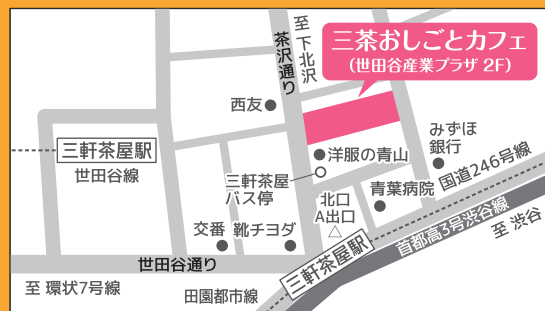 至下北沢
茶沢通り
三茶おしごとカフェ
(世田谷産業プラザ 2F)
西友
みずほ
銀行
三軒茶屋駅
世田谷線
洋服の青山
国道246号線
三軒茶屋
バス停
青葉病院
北口
A出口
交番
靴チヨダ
首都高3号渋谷線
至 渋谷
三軒茶屋駅
世田谷通り
至 環状7号線
田園都市線